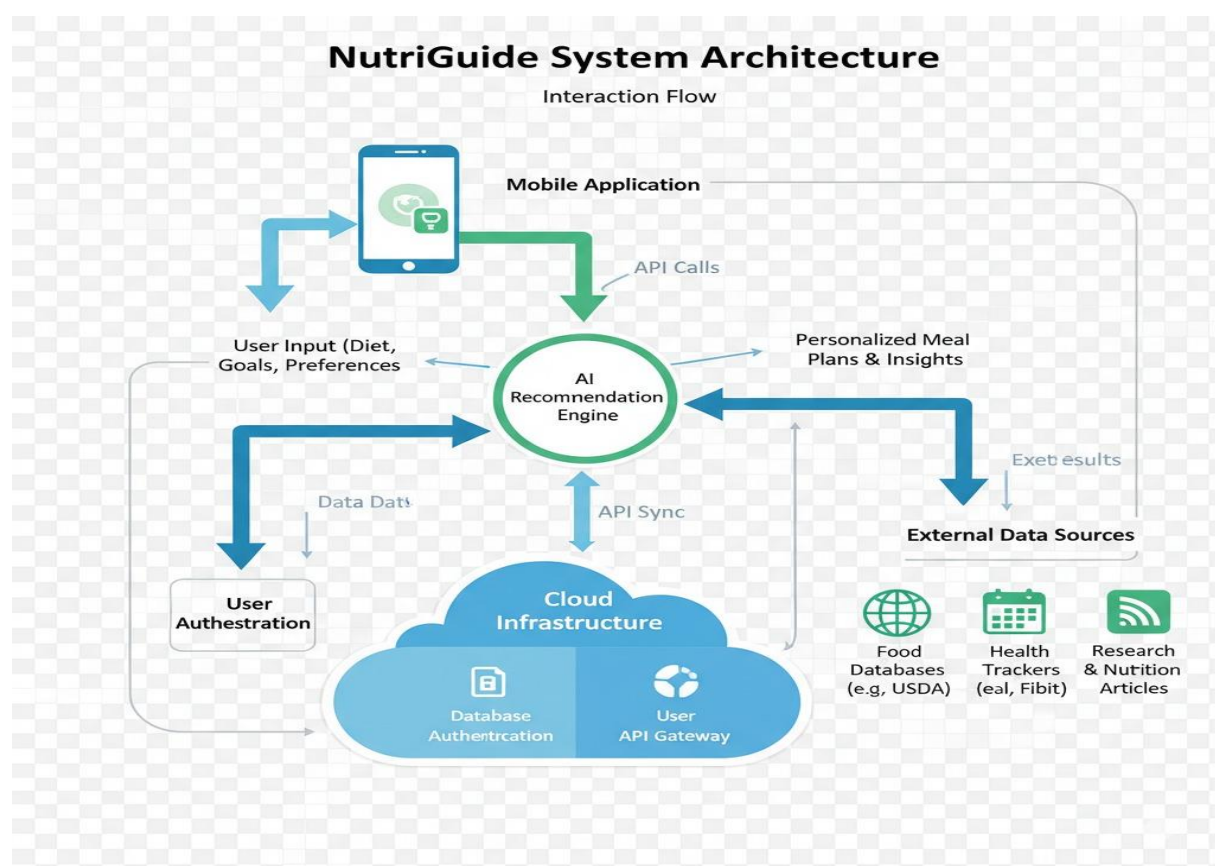 NutriGuide System Architecture
Interaction Flow
Mobile Application
API Calls
User Input (Diet,
Goals, Preferences
Personalized Meal
Plans & Insights
AI
Recomnendation
Engine
Exeb esults
Data Dats
API Sync
External Data Sources
User
Authestration
Cloud
Infrastructure
Database
Authentrcation
User
API Gateway
Food
Databases
(e.g, USDA)
Health
Trackers
(eal, Fibit)
Research
& Nutrition
Articles